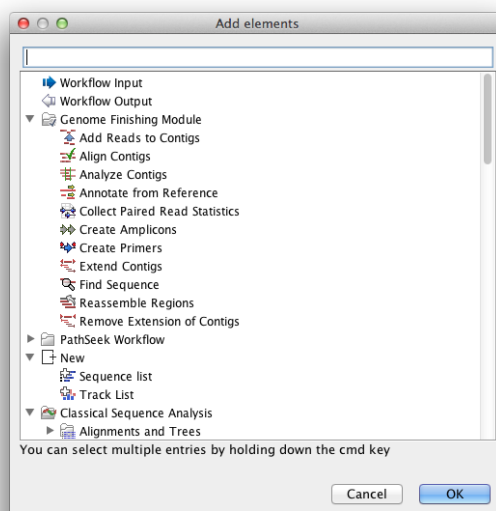 Add elements
Workflow Input
Workflow Output
Genome Finishing Module
Add Reads to Contigs
Align Contigs
Analyze Contigs
Annotate from Reference
Collect Paired Read Statistics
Create Amplicons
Create Primers
Extend Contigs
Find Sequence
Reassemble Regions
Remove Extension of Contigs
PathSeek Workflow
New
Sequence list
Track List
Classical Sequence Analysis
Alignments and Trees
You can select multiple entries by holding down the cmd key
Cancel OK